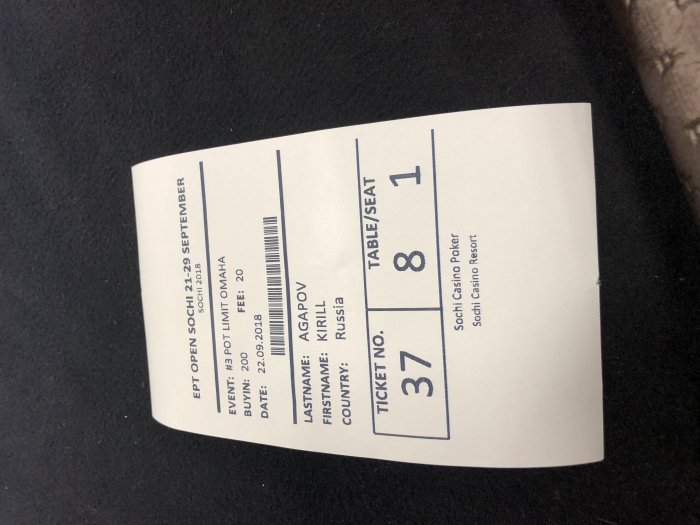 EPT OPEN SOCHI 21-29 SEPTEMBER
SOCHI 2018
EVENT: #3 POT LIMIT OMAHA
BUYIN: 200 FEE: 20
DATE: 22.09.2018
LASTNAME: AGAPOV
FIRSTNAME: KIRILL
COUNTRY: Russia
TICKET NO. TABLE/SEAT
37 8 1
Sochi Casino Poker
Sochi Casino Resort